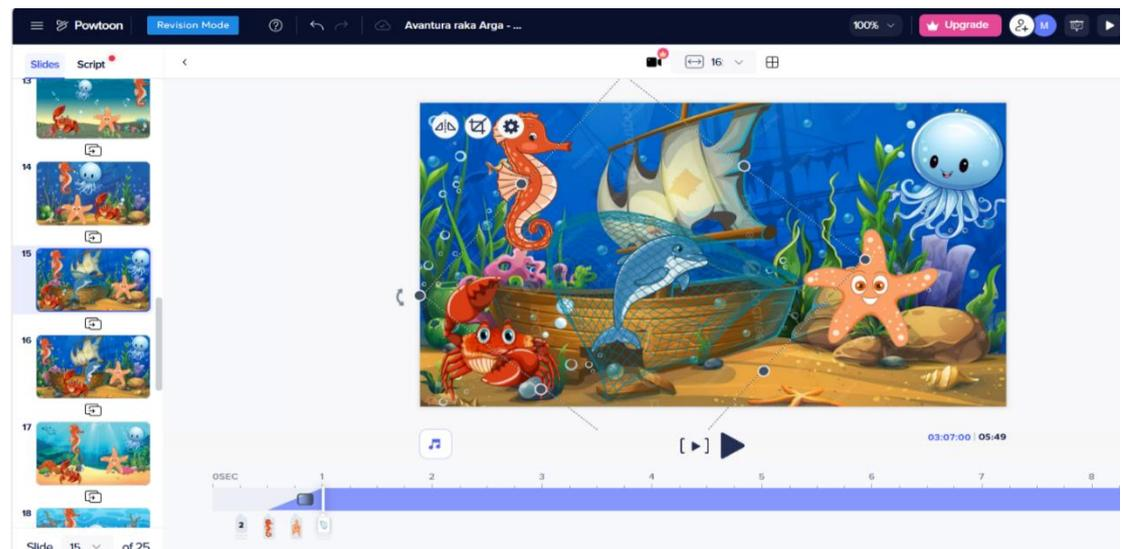 Powtoon
Revision Mode
Avantura raka Arga - ...
100%
Upgrade
M
Slides
Script
16:
13
14
15
16
17
18
03:07:00 | 05:49
0SEC 1 2 3 4 5 6 7 8
2
Slide 15 of 25